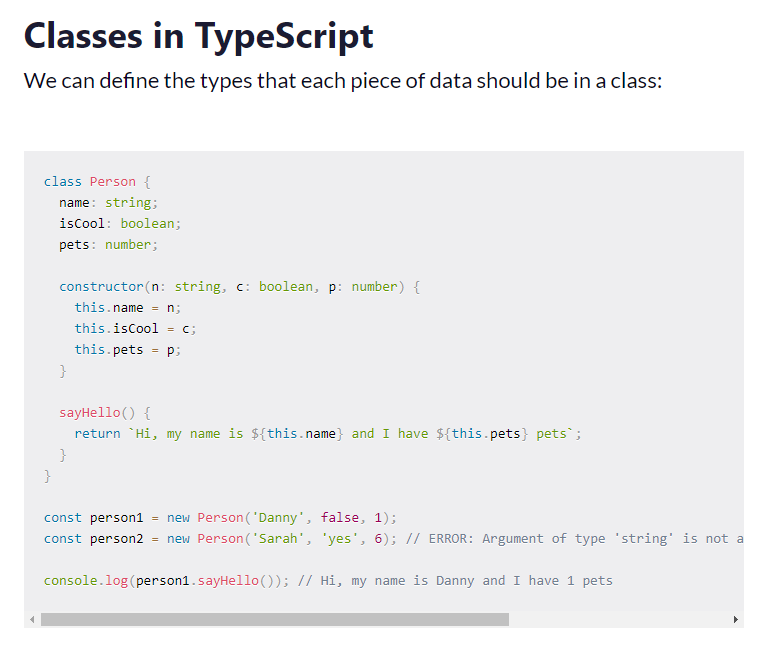 Classes in TypeScript
We can define the types that each piece of data should be in a class:
class Person {
  name: string;
  isCool: boolean;
  pets: number;

  constructor(n: string, c: boolean, p: number) {
    this.name = n;
    this.isCool = c;
    this.pets = p;
  }

  sayHello() {
    return `Hi, my name is ${this.name} and I have ${this.pets} pets`;
  }
}

const person1 = new Person('Danny', false, 1);
const person2 = new Person('Sarah', 'yes', 6); // ERROR: Argument of type 'string' is not a

console.log(person1.sayHello()); // Hi, my name is Danny and I have 1 pets